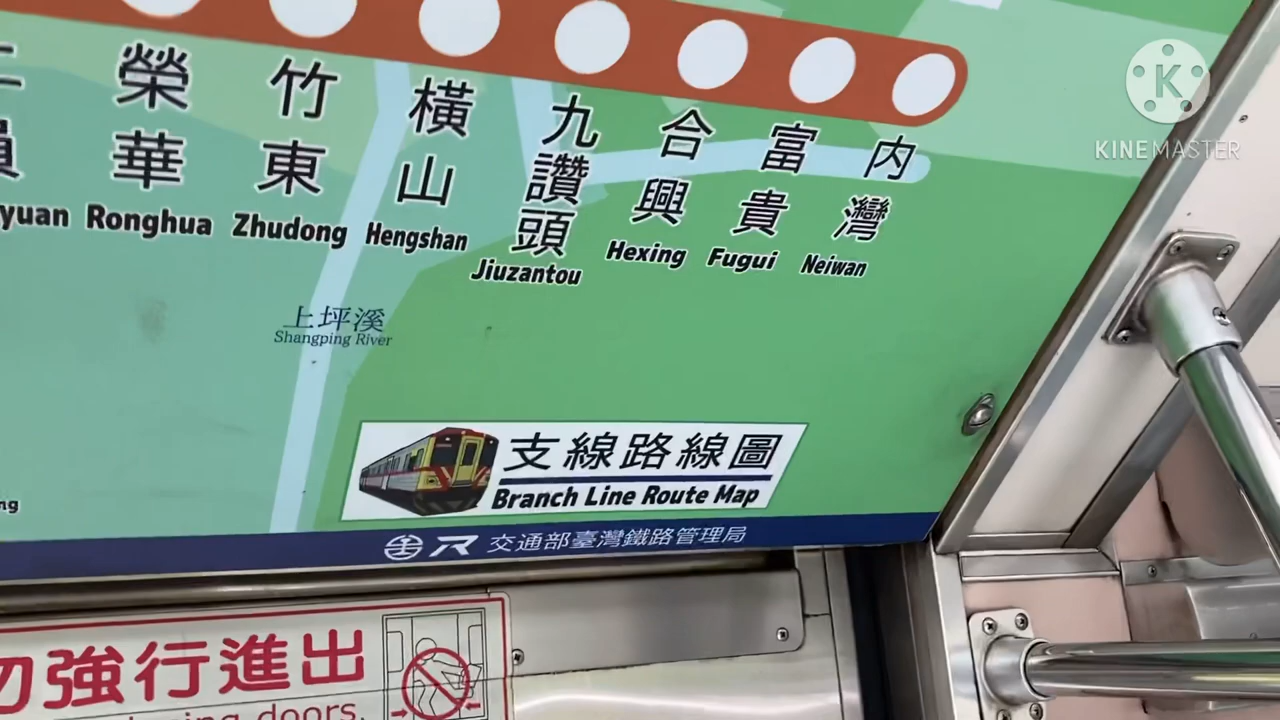 榮華
竹東
橫山
九讚頭
合興
富貴
內灣
yuan
Ronghua
Zhudong
Hengshan
Jiuzantou
Hexing
Fugui
Neiwan
上坪溪
Shangping River
支線路線圖
Branch Line Route Map
交通部臺灣鐵路管理局
勿強行進出
doors.
K
KINEMASTER